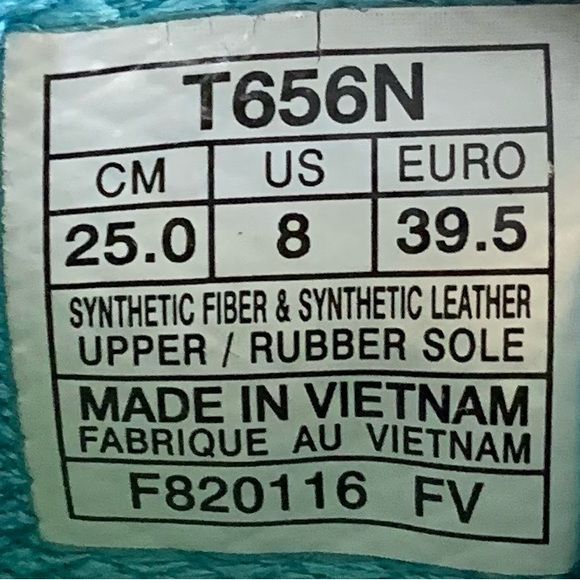 T656N
CM US EURO
25.0 8 39.5
SYNTHETIC FIBER & SYNTHETIC LEATHER
UPPER / RUBBER SOLE
MADE IN VIETNAM
FABRIQUE AU VIETNAM
F820116 FV